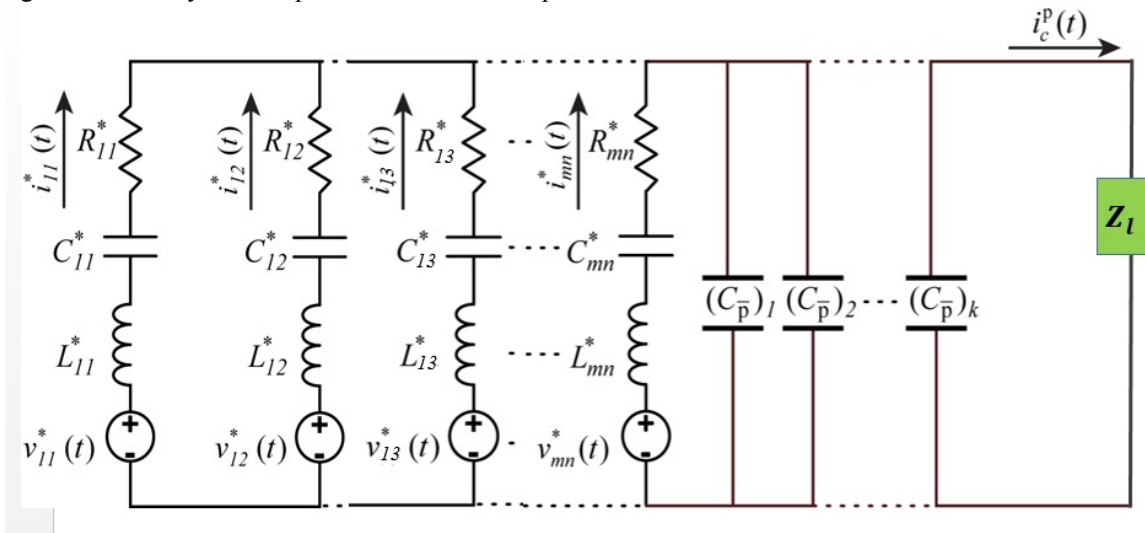 i_c^p(t)
i*_11(t) R*_11 i*_12(t) R*_12 i*_13(t) R*_13 ·· i*_mn(t) R*_mn
Z_l
C*_11 C*_12 C*_13 ···· C*_mn
(C_p̅)_1 (C_p̅)_2 ··· (C_p̅)_k
L*_11 L*_12 L*_13 ···· L*_mn
v*_11(t) + - v*_12(t) + - v*_13(t) + - v*_mn(t) + -